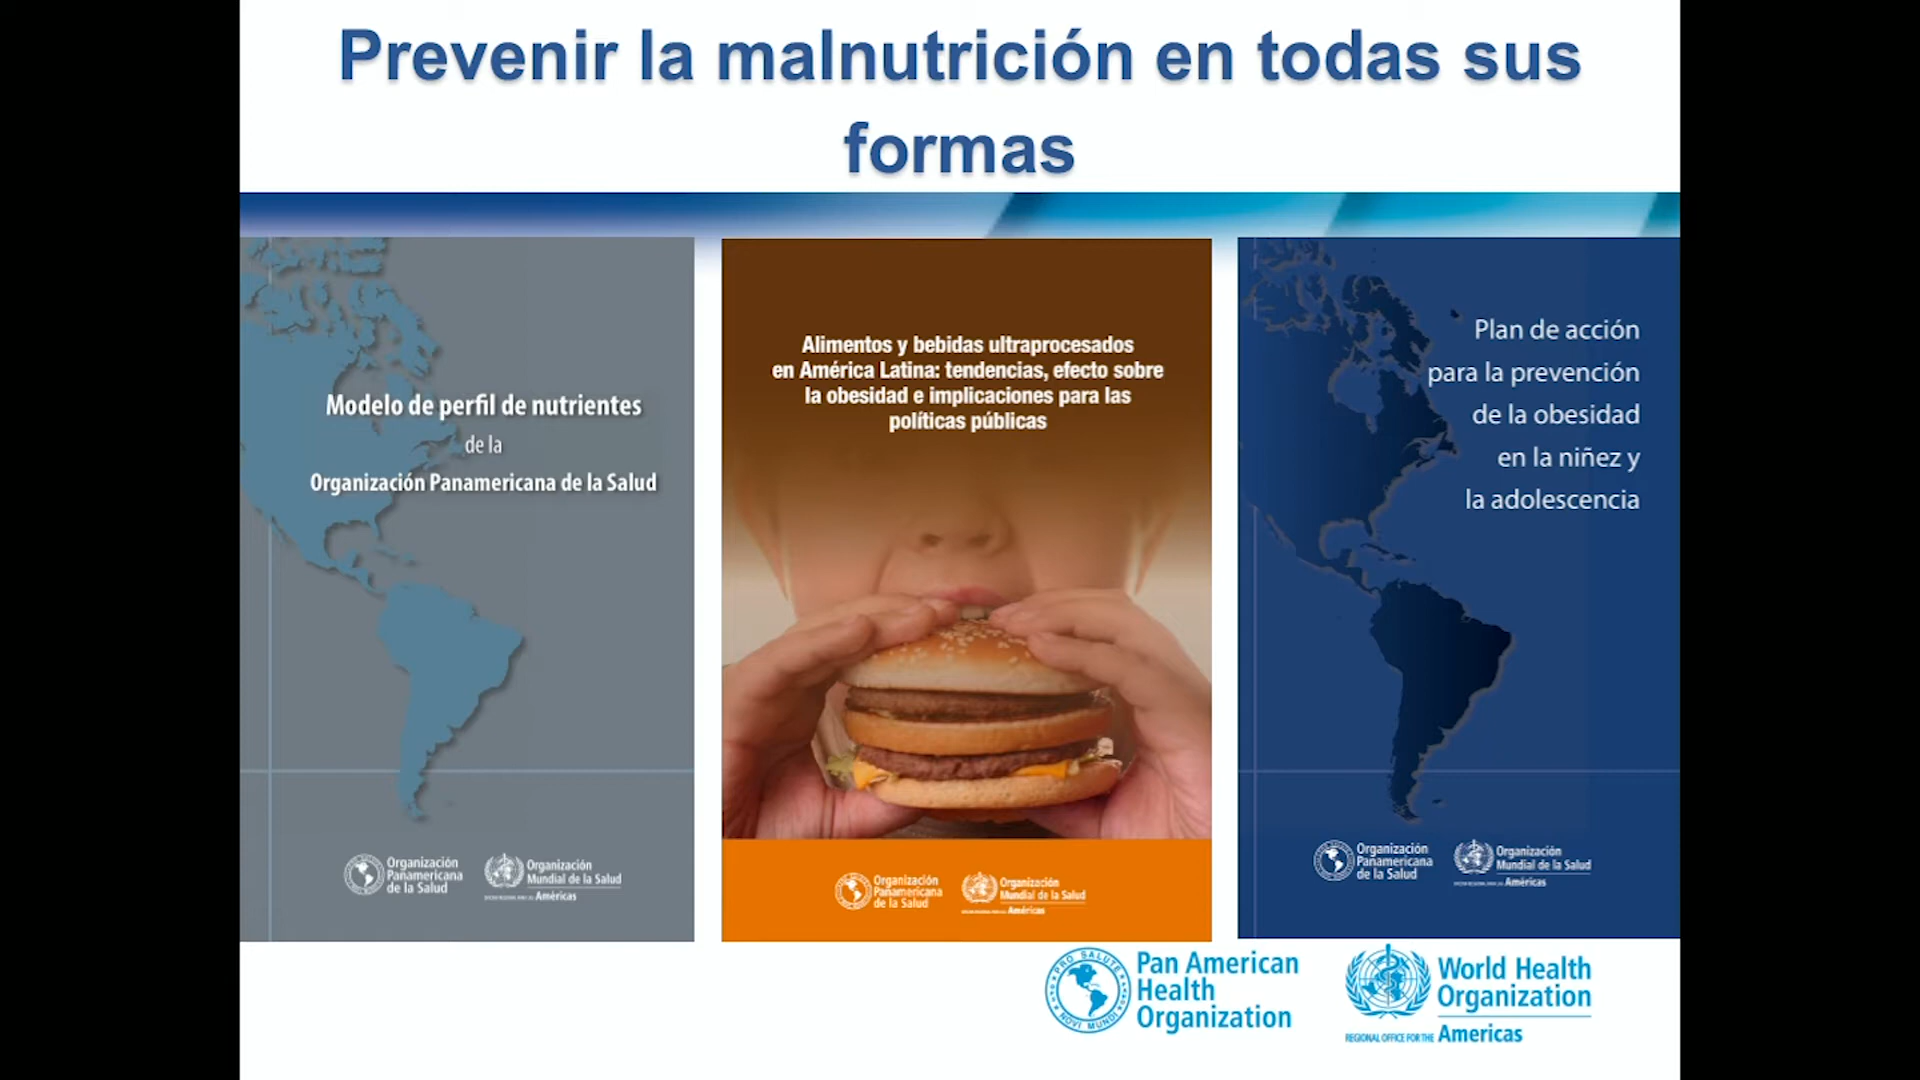 Prevenir la malnutrición en todas sus
formas
Modelo de perfil de nutrientes
de la
Organización Panamericana de la Salud
Organización
Panamericana
de la Salud
Organización
Mundial de la Salud
Américas
Alimentos y bebidas ultraprocesados
en América Latina: tendencias, efecto sobre
la obesidad e implicaciones para las
políticas públicas
Organización
Panamericana
de la Salud
Organización
Mundial de la Salud
Américas
Plan de acción
para la prevención
de la obesidad
en la niñez y
la adolescencia
Organización
Panamericana
de la Salud
Organización
Mundial de la Salud
Américas
PRO SALUTE
NOVI MUNDI
Pan American
Health
Organization
World Health
Organization
REGIONAL OFFICE FOR THE Americas